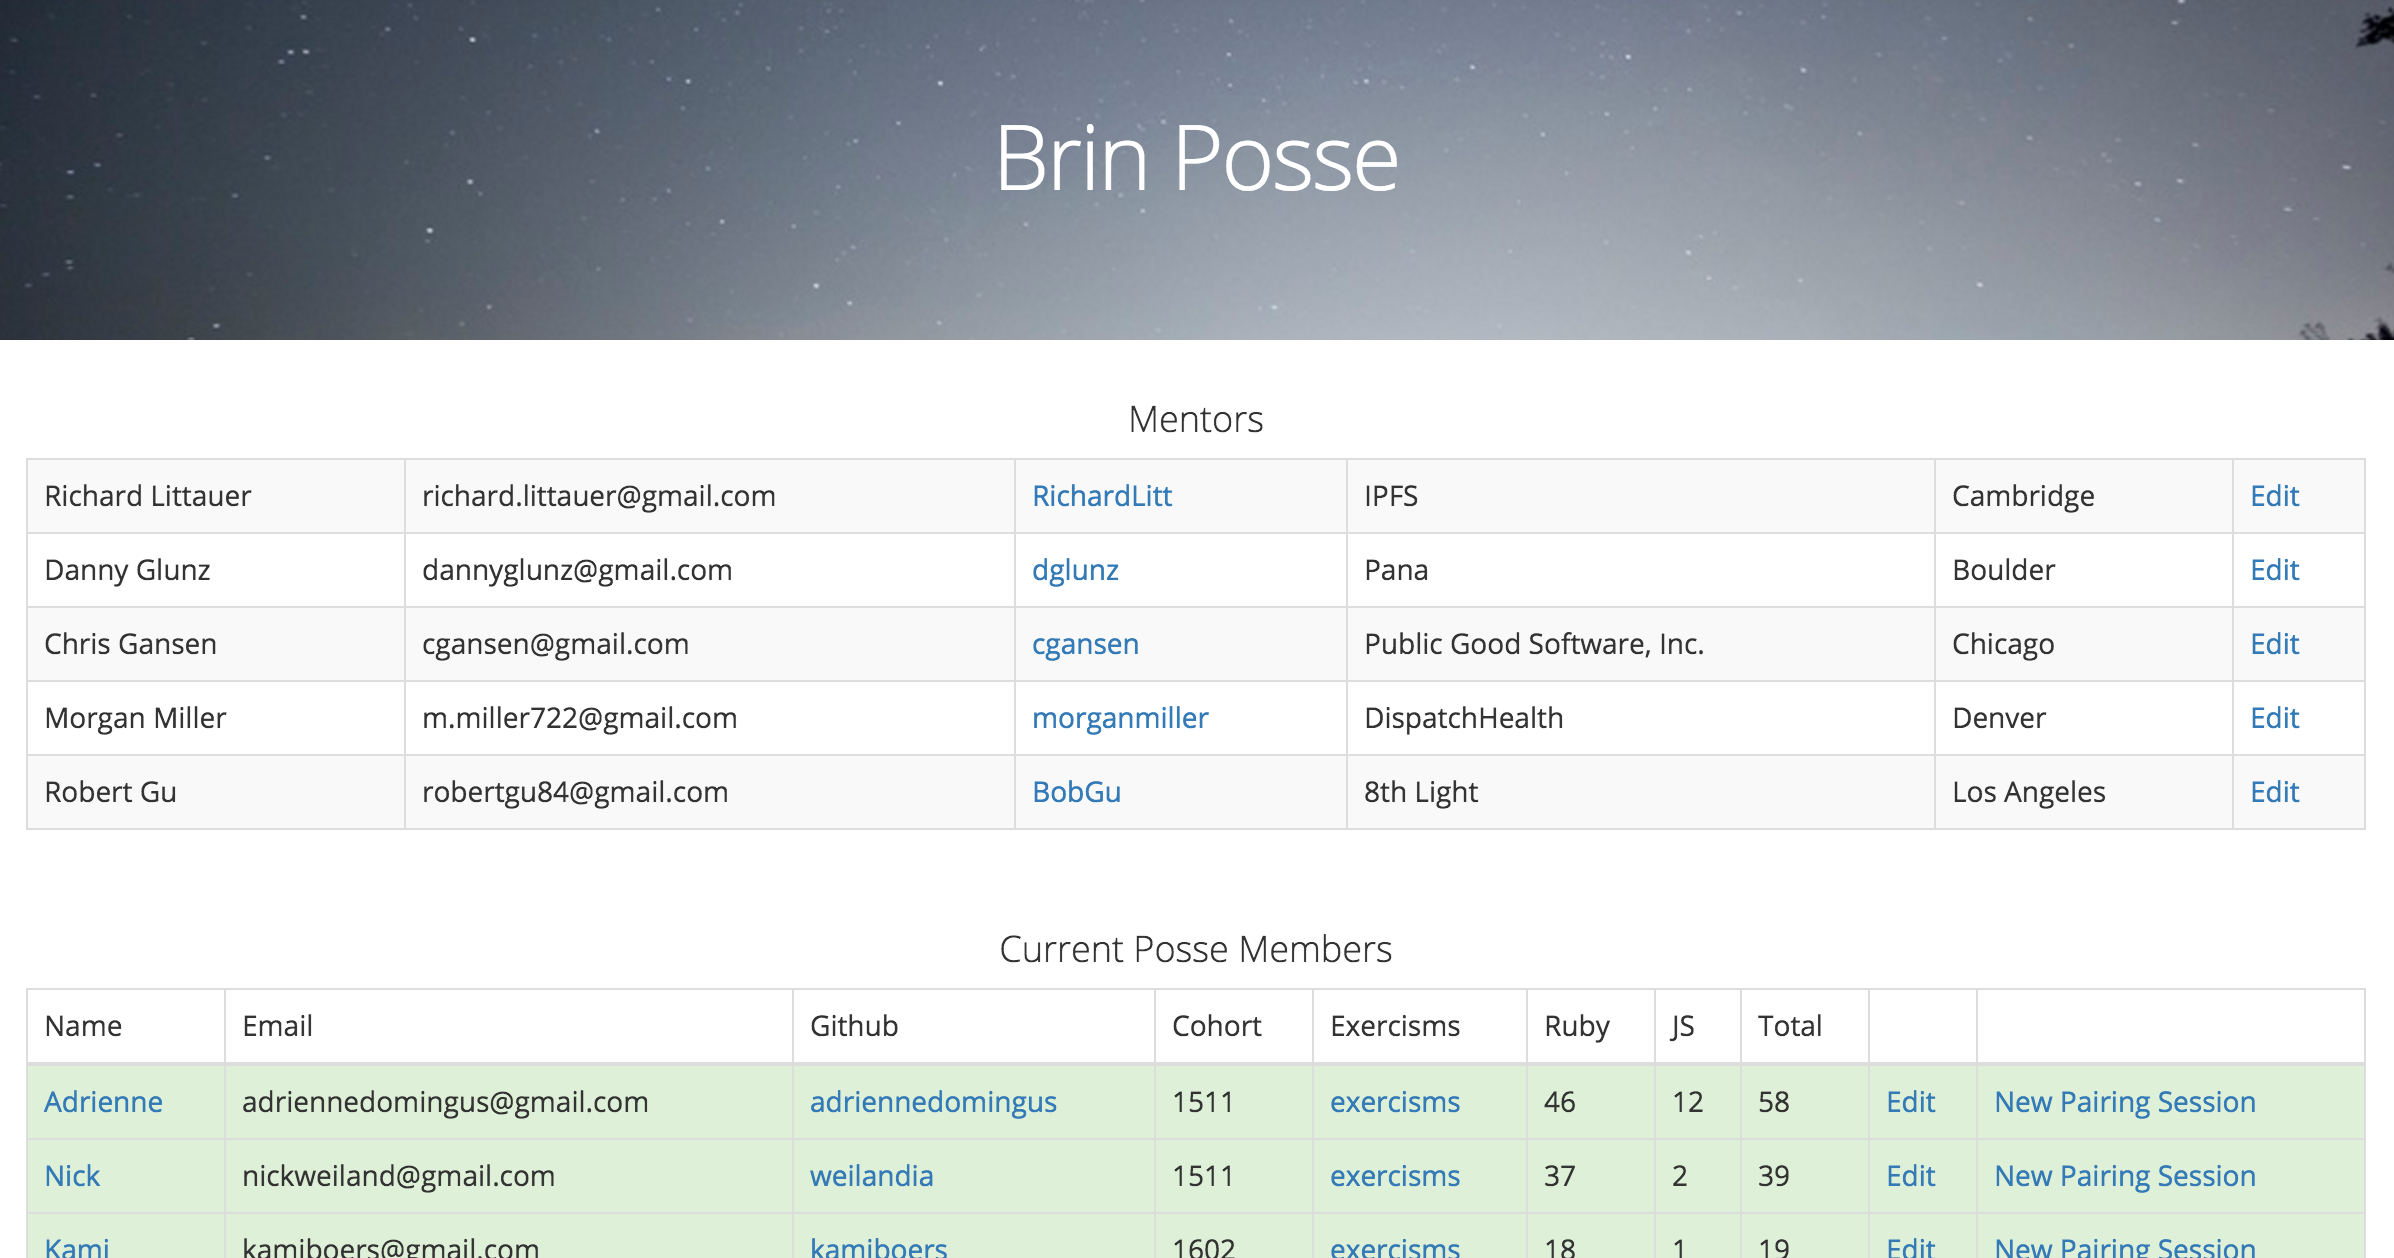 Brin Posse
Mentors
Richard Littauer richard.littauer@gmail.com RichardLitt IPFS Cambridge Edit
Danny Glunz dannyglunz@gmail.com dglunz Pana Boulder Edit
Chris Gansen cgansen@gmail.com cgansen Public Good Software, Inc. Chicago Edit
Morgan Miller m.miller722@gmail.com morganmiller DispatchHealth Denver Edit
Robert Gu robertgu84@gmail.com BobGu 8th Light Los Angeles Edit
Current Posse Members
Name Email Github Cohort Exercisms Ruby JS Total
Adrienne adriennedomingus@gmail.com adriennedomingus 1511 exercisms 46 12 58 Edit New Pairing Session
Nick nickweiland@gmail.com weilandia 1511 exercisms 37 2 39 Edit New Pairing Session
Kami kamiboers@gmail.com kamiboers 1602 exercisms 18 1 19 Edit New Pairing Session